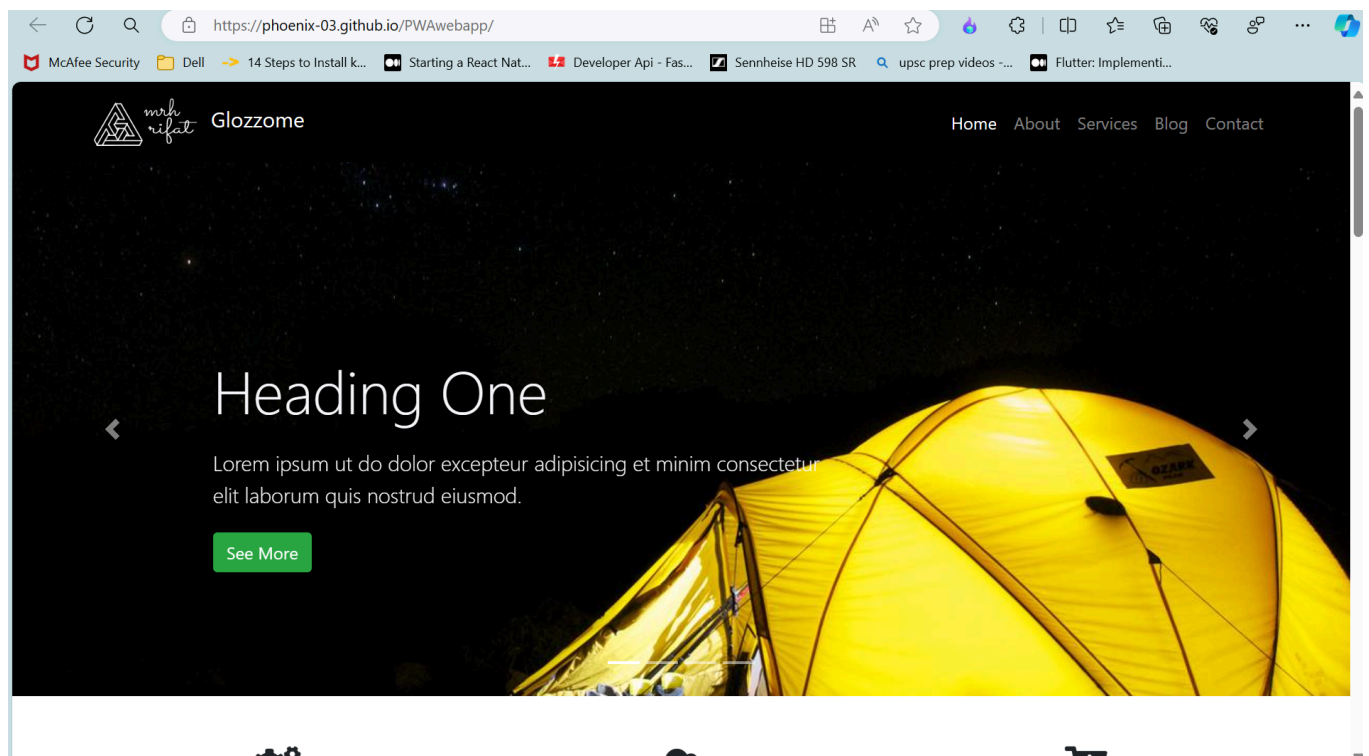 https://phoenix-03.github.io/PWAwebapp/
McAfee Security Dell 14 Steps to Install k... Starting a React Nat... Developer Api - Fas... Sennheise HD 598 SR upsc prep videos -... Flutter: Implementi...
mrh
rifat
Glozzome
Home About Services Blog Contact
Heading One
Lorem ipsum ut do dolor excepteur adipisicing et minim consectetur
elit laborum quis nostrud eiusmod.
See More
OZARK